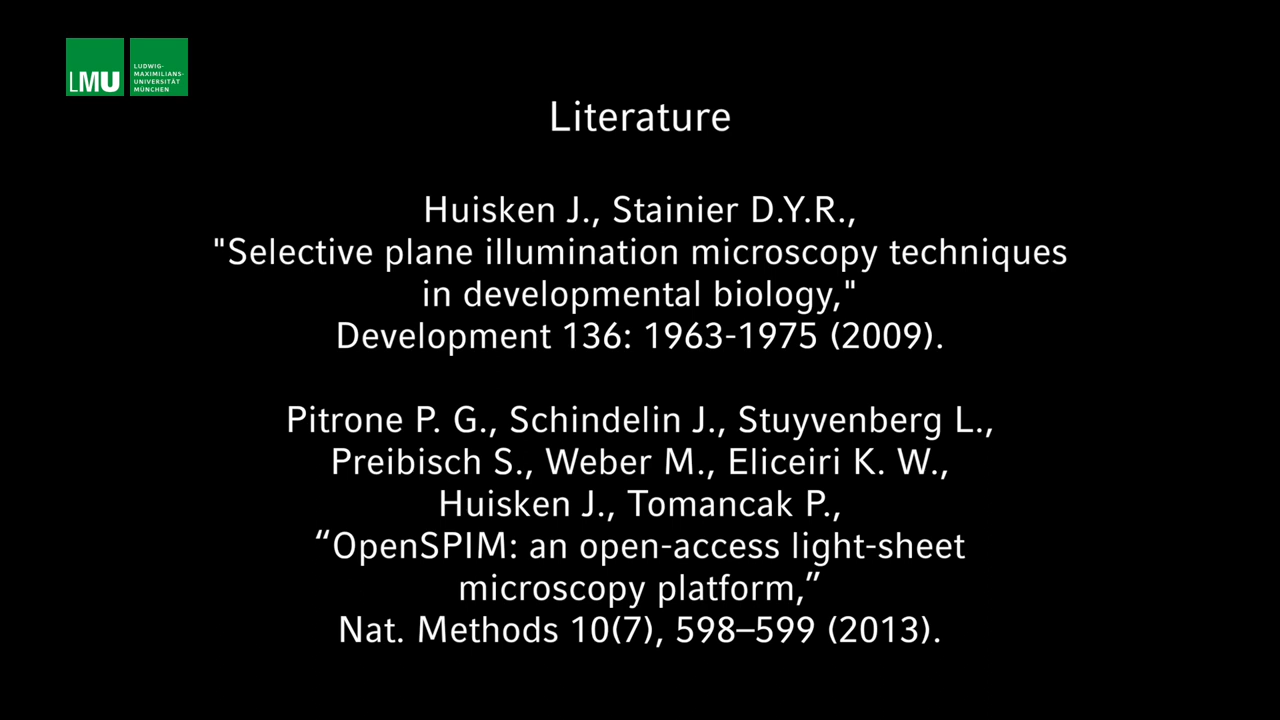 LMU
LUDWIG-
MAXIMILIANS-
UNIVERSITÄT
MÜNCHEN
Literature
Huisken J., Stainier D.Y.R.,
"Selective plane illumination microscopy techniques
in developmental biology,"
Development 136: 1963-1975 (2009).
Pitrone P. G., Schindelin J., Stuyvenberg L.,
Preibisch S., Weber M., Eliceiri K. W.,
Huisken J., Tomancak P.,
“OpenSPIM: an open-access light-sheet
microscopy platform,”
Nat. Methods 10(7), 598–599 (2013).